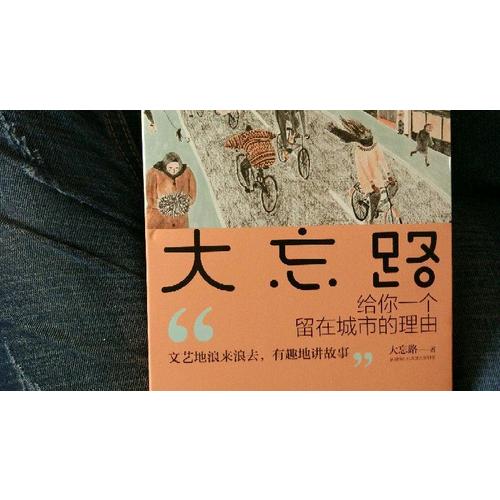 大忘路
给你一个
留在城市的理由
“文艺地浪来浪去，有趣地讲故事”
大忘路 — 著